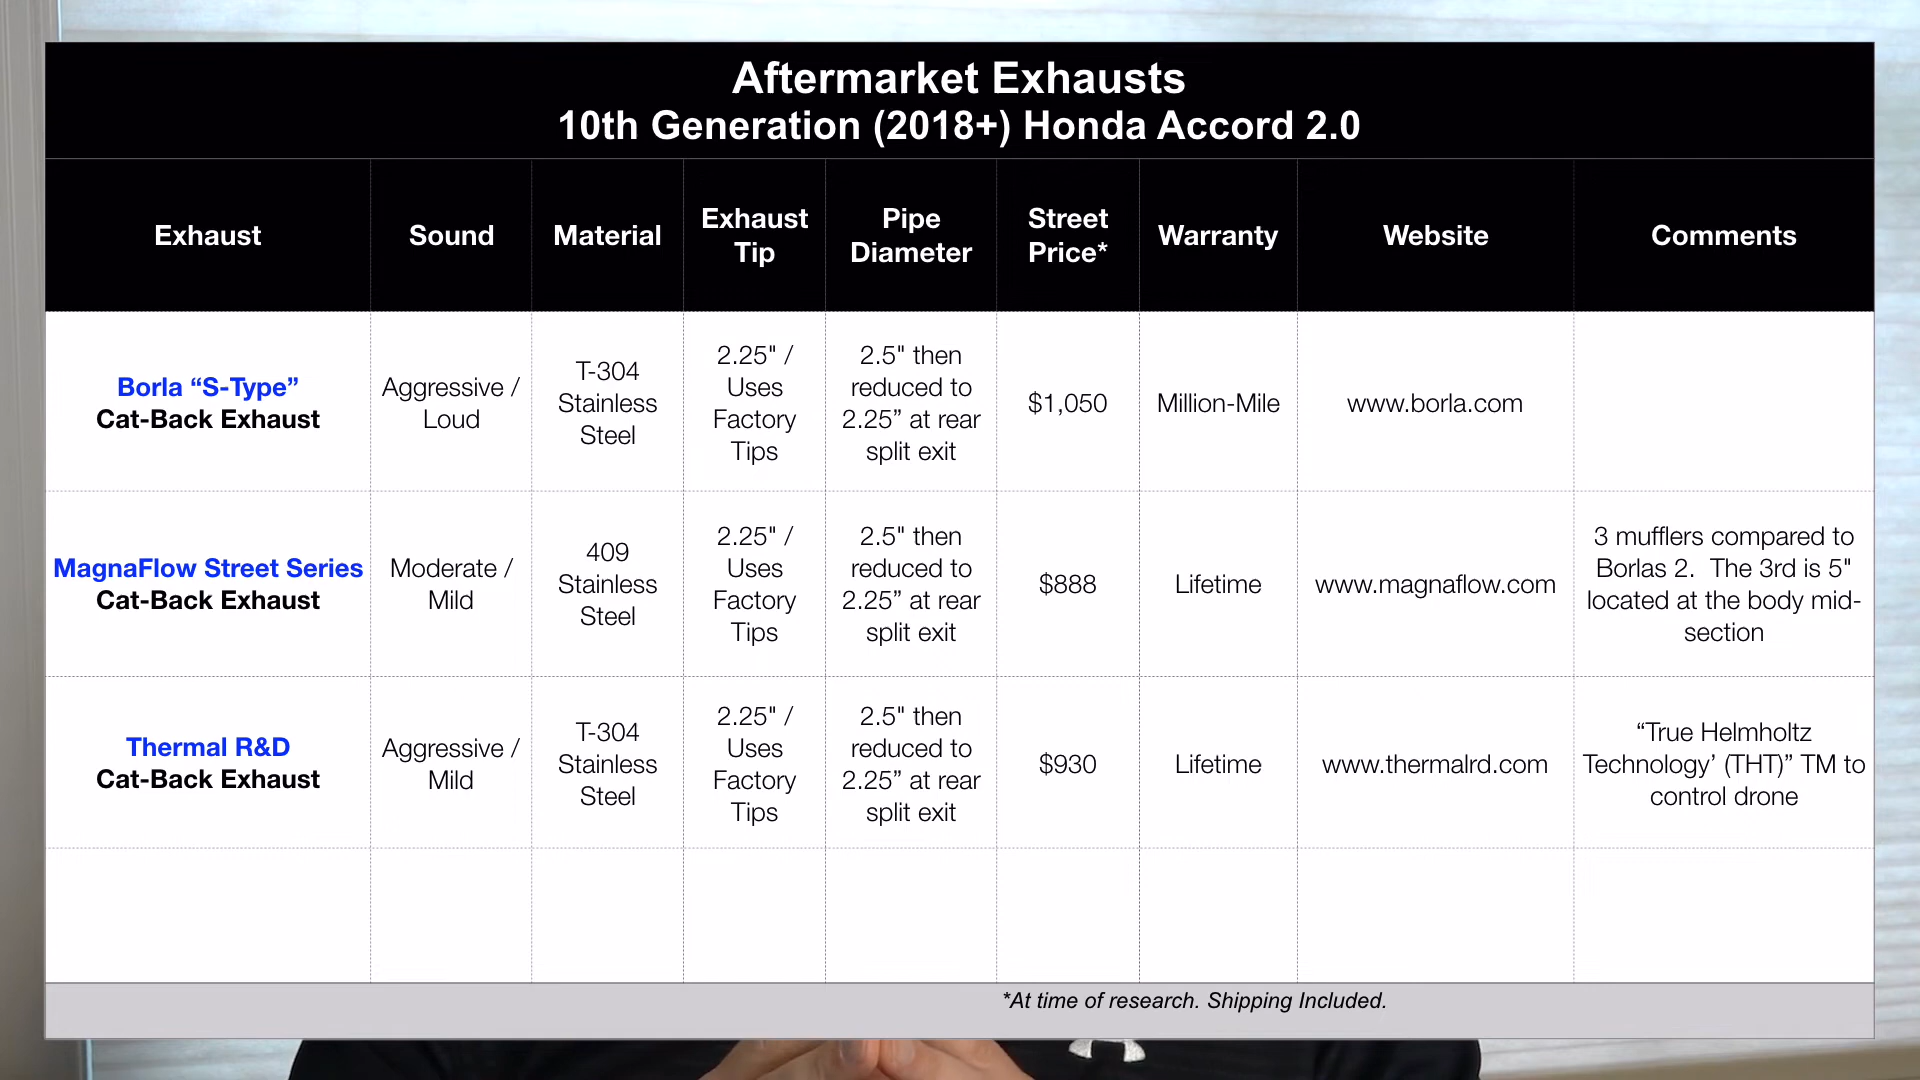 Aftermarket Exhausts
10th Generation (2018+) Honda Accord 2.0
Exhaust
Sound
Material
Exhaust
Tip
Pipe
Diameter
Street
Price*
Warranty
Website
Comments
Borla “S-Type”
Cat-Back Exhaust
Aggressive /
Loud
T-304
Stainless
Steel
2.25" /
Uses
Factory
Tips
2.5" then
reduced to
2.25” at rear
split exit
$1,050
Million-Mile
www.borla.com
MagnaFlow Street Series
Cat-Back Exhaust
Moderate /
Mild
409
Stainless
Steel
2.25" /
Uses
Factory
Tips
2.5" then
reduced to
2.25” at rear
split exit
$888
Lifetime
www.magnaflow.com
3 mufflers compared to
Borlas 2.  The 3rd is 5"
located at the body mid-
section
Thermal R&D
Cat-Back Exhaust
Aggressive /
Mild
T-304
Stainless
Steel
2.25" /
Uses
Factory
Tips
2.5" then
reduced to
2.25” at rear
split exit
$930
Lifetime
www.thermalrd.com
“True Helmholtz
Technology’ (THT)” TM to
control drone
*At time of research. Shipping Included.